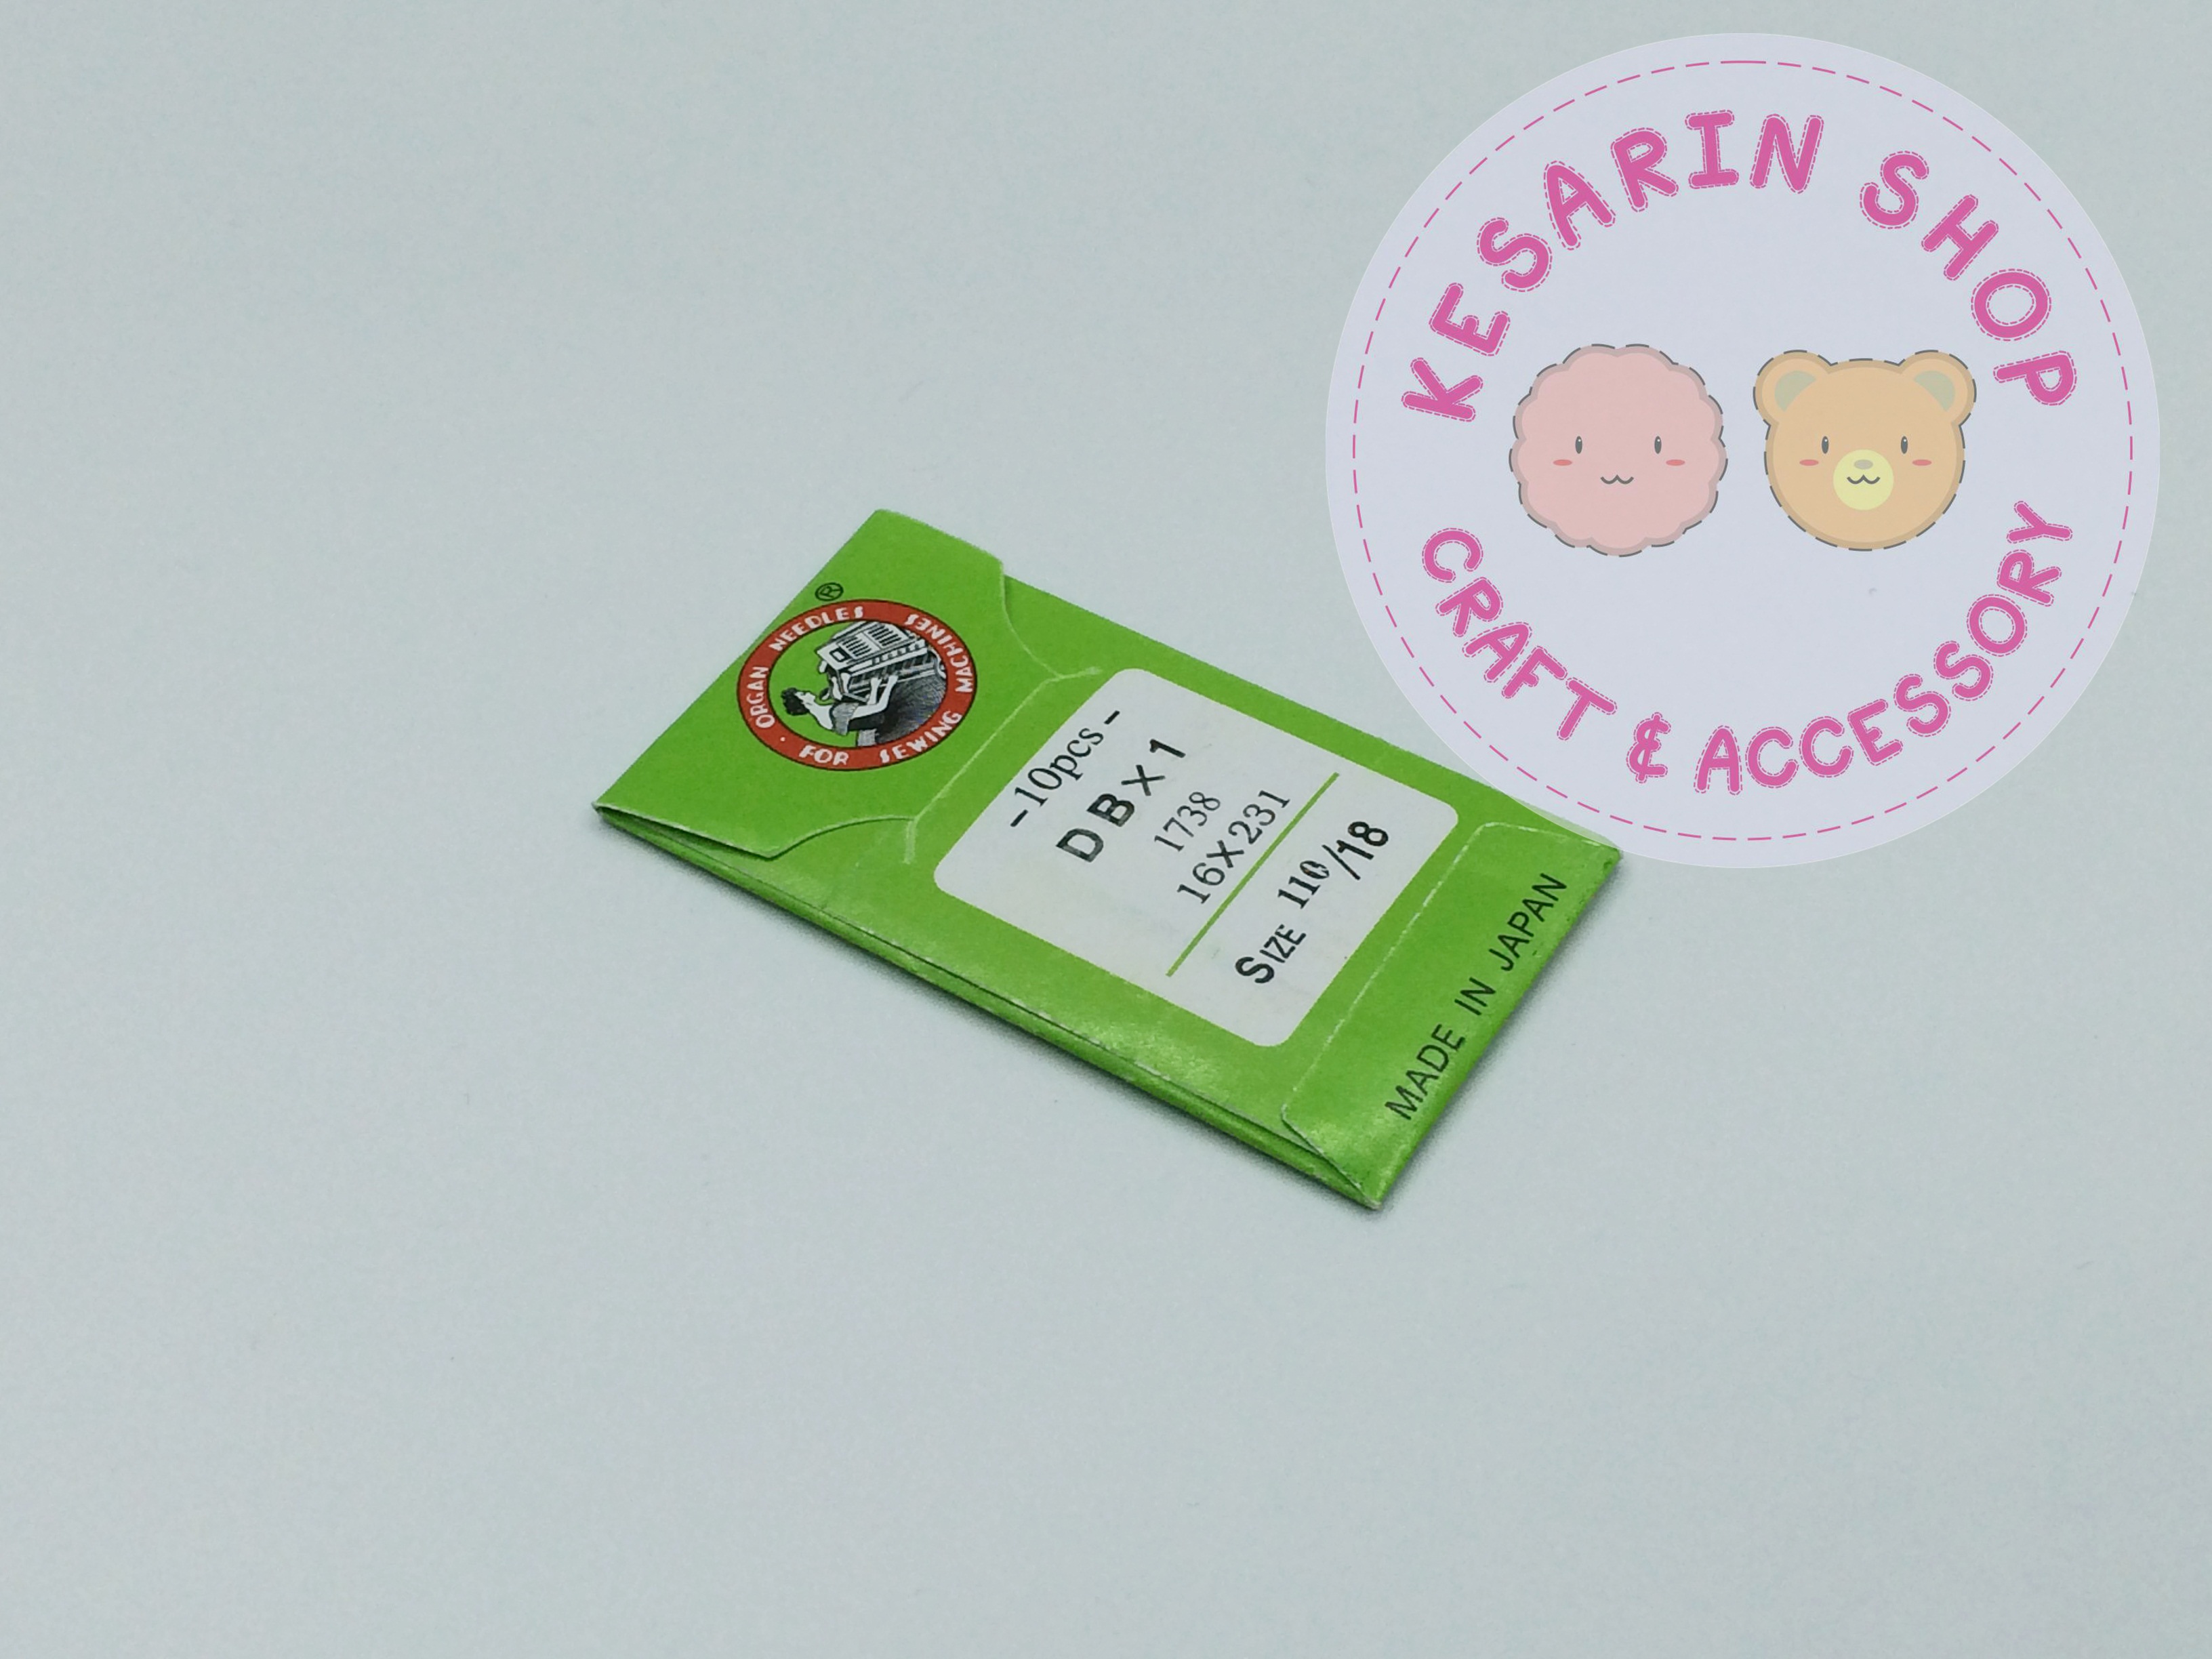 KESARIN SHOP
CRAFT & ACCESSORY
ORGAN NEEDLES
FOR SEWING MACHINES
®
-10pcs-
DB×1
1738
16×231
SIZE 110/18
MADE IN JAPAN